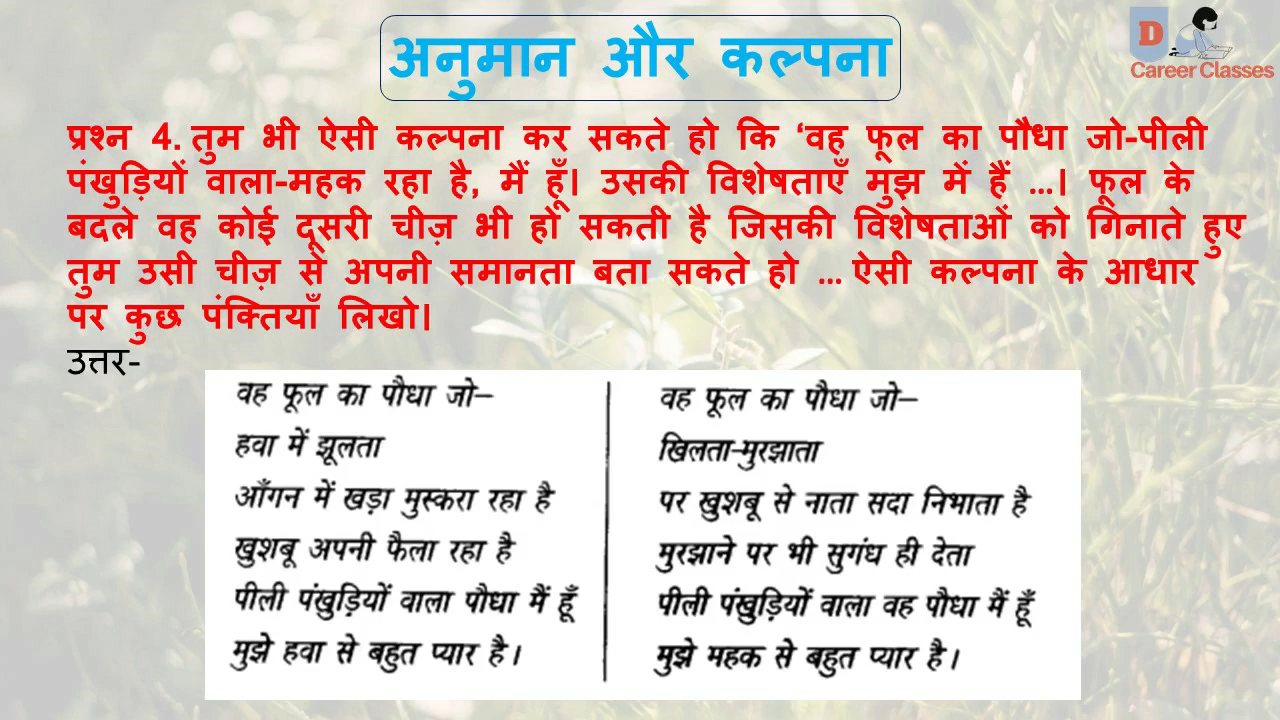 अनुमान और कल्पना
D
Career Classes
प्रश्न 4. तुम भी ऐसी कल्पना कर सकते हो कि ‘वह फूल का पौधा जो-पीली
पंखुड़ियों वाला-महक रहा है, मैं हूँ। उसकी विशेषताएँ मुझ में हैं …। फूल के
बदले वह कोई दूसरी चीज़ भी हो सकती है जिसकी विशेषताओं को गिनाते हुए
तुम उसी चीज़ से अपनी समानता बता सकते हो … ऐसी कल्पना के आधार
पर कुछ पंक्तियाँ लिखो।
उत्तर-
वह फूल का पौधा जो–
हवा में झूलता
आँगन में खड़ा मुस्करा रहा है
खुशबू अपनी फैला रहा है
पीली पंखुड़ियों वाला पौधा मैं हूँ
मुझे हवा से बहुत प्यार है।
वह फूल का पौधा जो–
खिलता-मुरझाता
पर खुशबू से नाता सदा निभाता है
मुरझाने पर भी सुगंध ही देता
पीली पंखुड़ियों वाला वह पौधा मैं हूँ
मुझे महक से बहुत प्यार है।